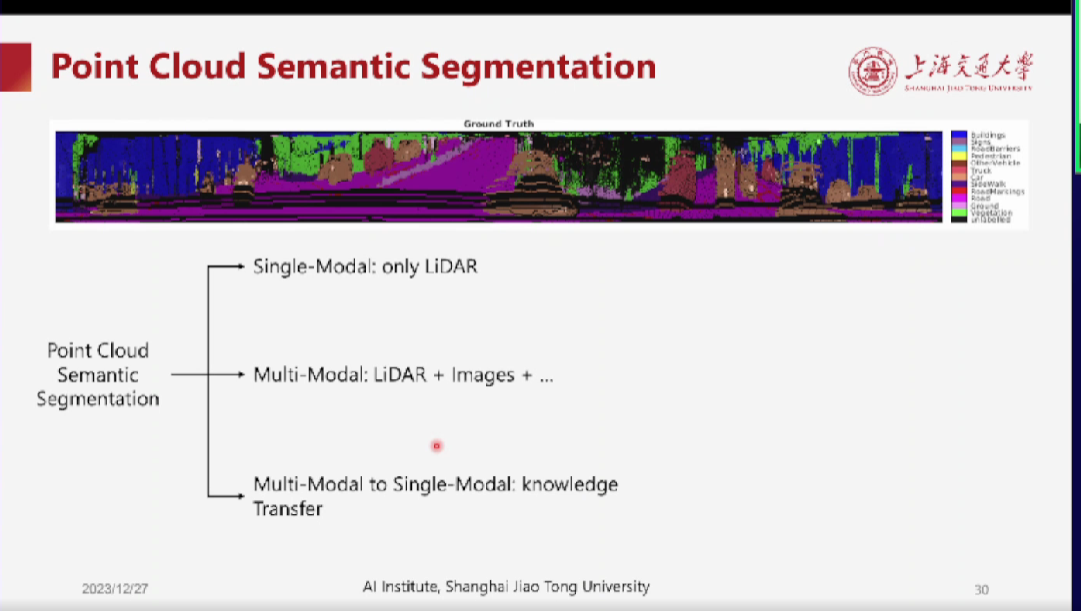 Point Cloud Semantic Segmentation
上海交通大學
SHANGHAI JIAO TONG UNIVERSITY
Ground Truth
Buildings
Signs
RoadBarriers
Pedestrian
OtherVehicle
Truck
Car
SideWalk
RoadMarkings
Road
Ground
Vegetation
unlabelled
Single-Modal: only LiDAR
Point Cloud
Semantic
Segmentation
Multi-Modal: LiDAR + Images + ...
Multi-Modal to Single-Modal: knowledge
Transfer
2023/12/27
AI Institute, Shanghai Jiao Tong University
30